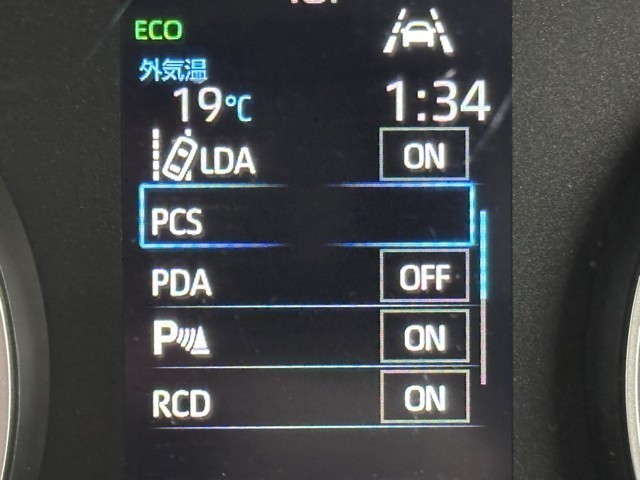 ECO
外気温
19℃ 1:34
LDA ON
PCS
PDA OFF
P ON
RCD ON